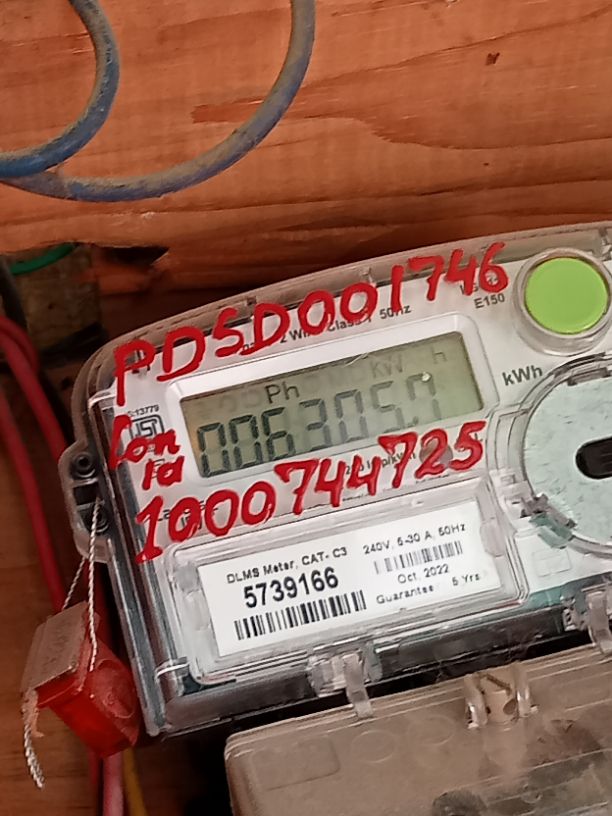 PDSD001746
E150
kWh
kW h
Ph
006305.0
Con
Id
1000744725
DLMS Meter, CAT- C3
240V, 5-30 A, 50Hz
5739166
Oct, 2022
Guarantee 5 Yrs